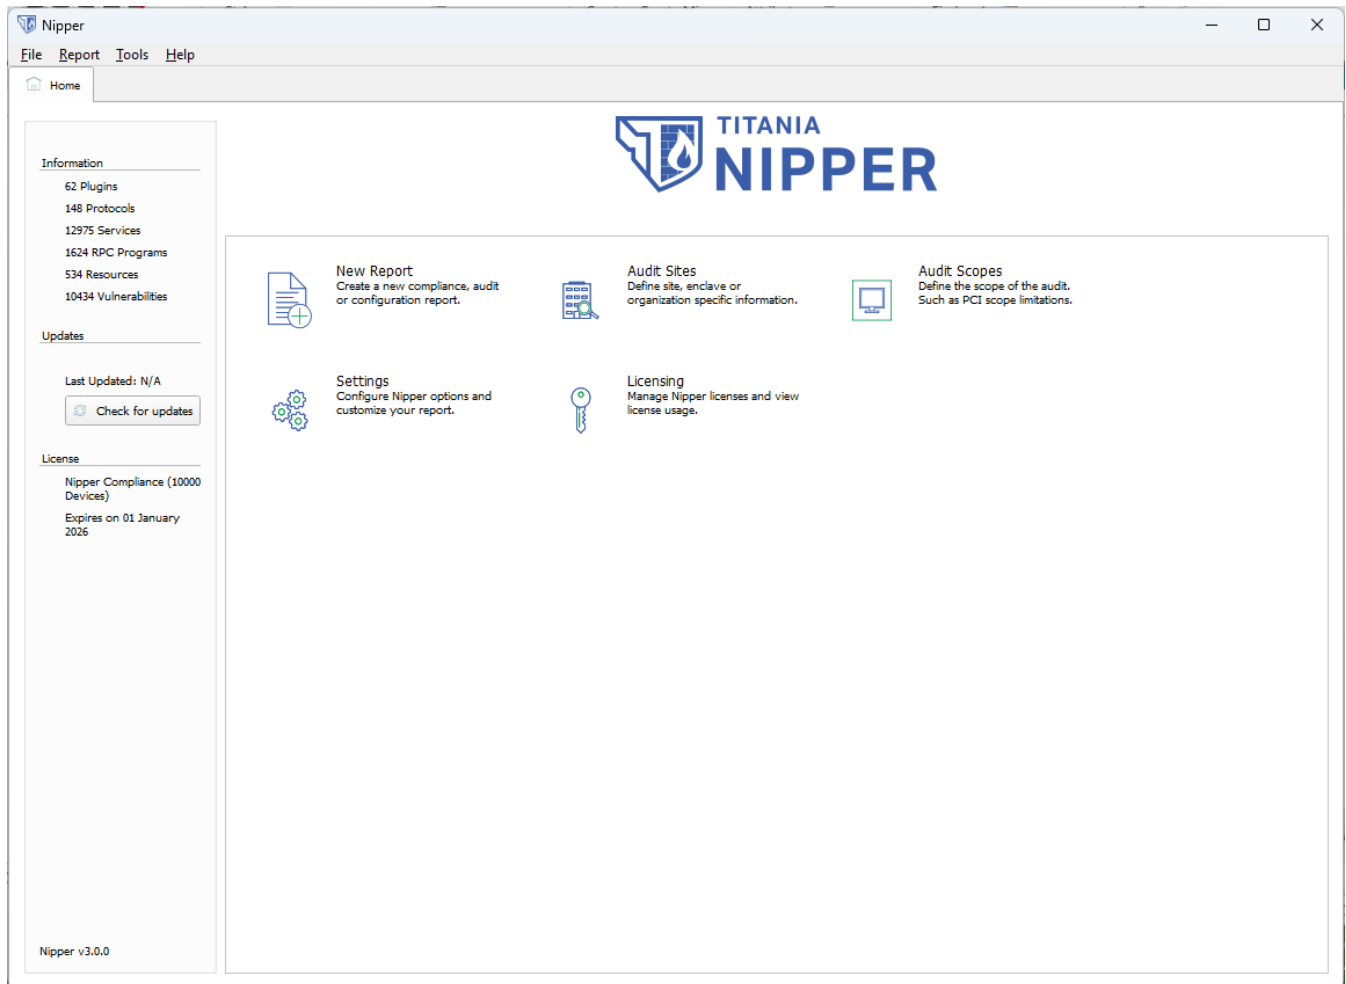 Nipper
File Report Tools Help
Home
TITANIA
NIPPER
Information
62 Plugins
148 Protocols
12975 Services
1624 RPC Programs
534 Resources
10434 Vulnerabilities
Updates
Last Updated: N/A
Check for updates
License
Nipper Compliance (10000
Devices)
Expires on 01 January
2026
Nipper v3.0.0
New Report
Create a new compliance, audit
or configuration report.
Audit Sites
Define site, enclave or
organization specific information.
Audit Scopes
Define the scope of the audit.
Such as PCI scope limitations.
Settings
Configure Nipper options and
customize your report.
Licensing
Manage Nipper licenses and view
license usage.